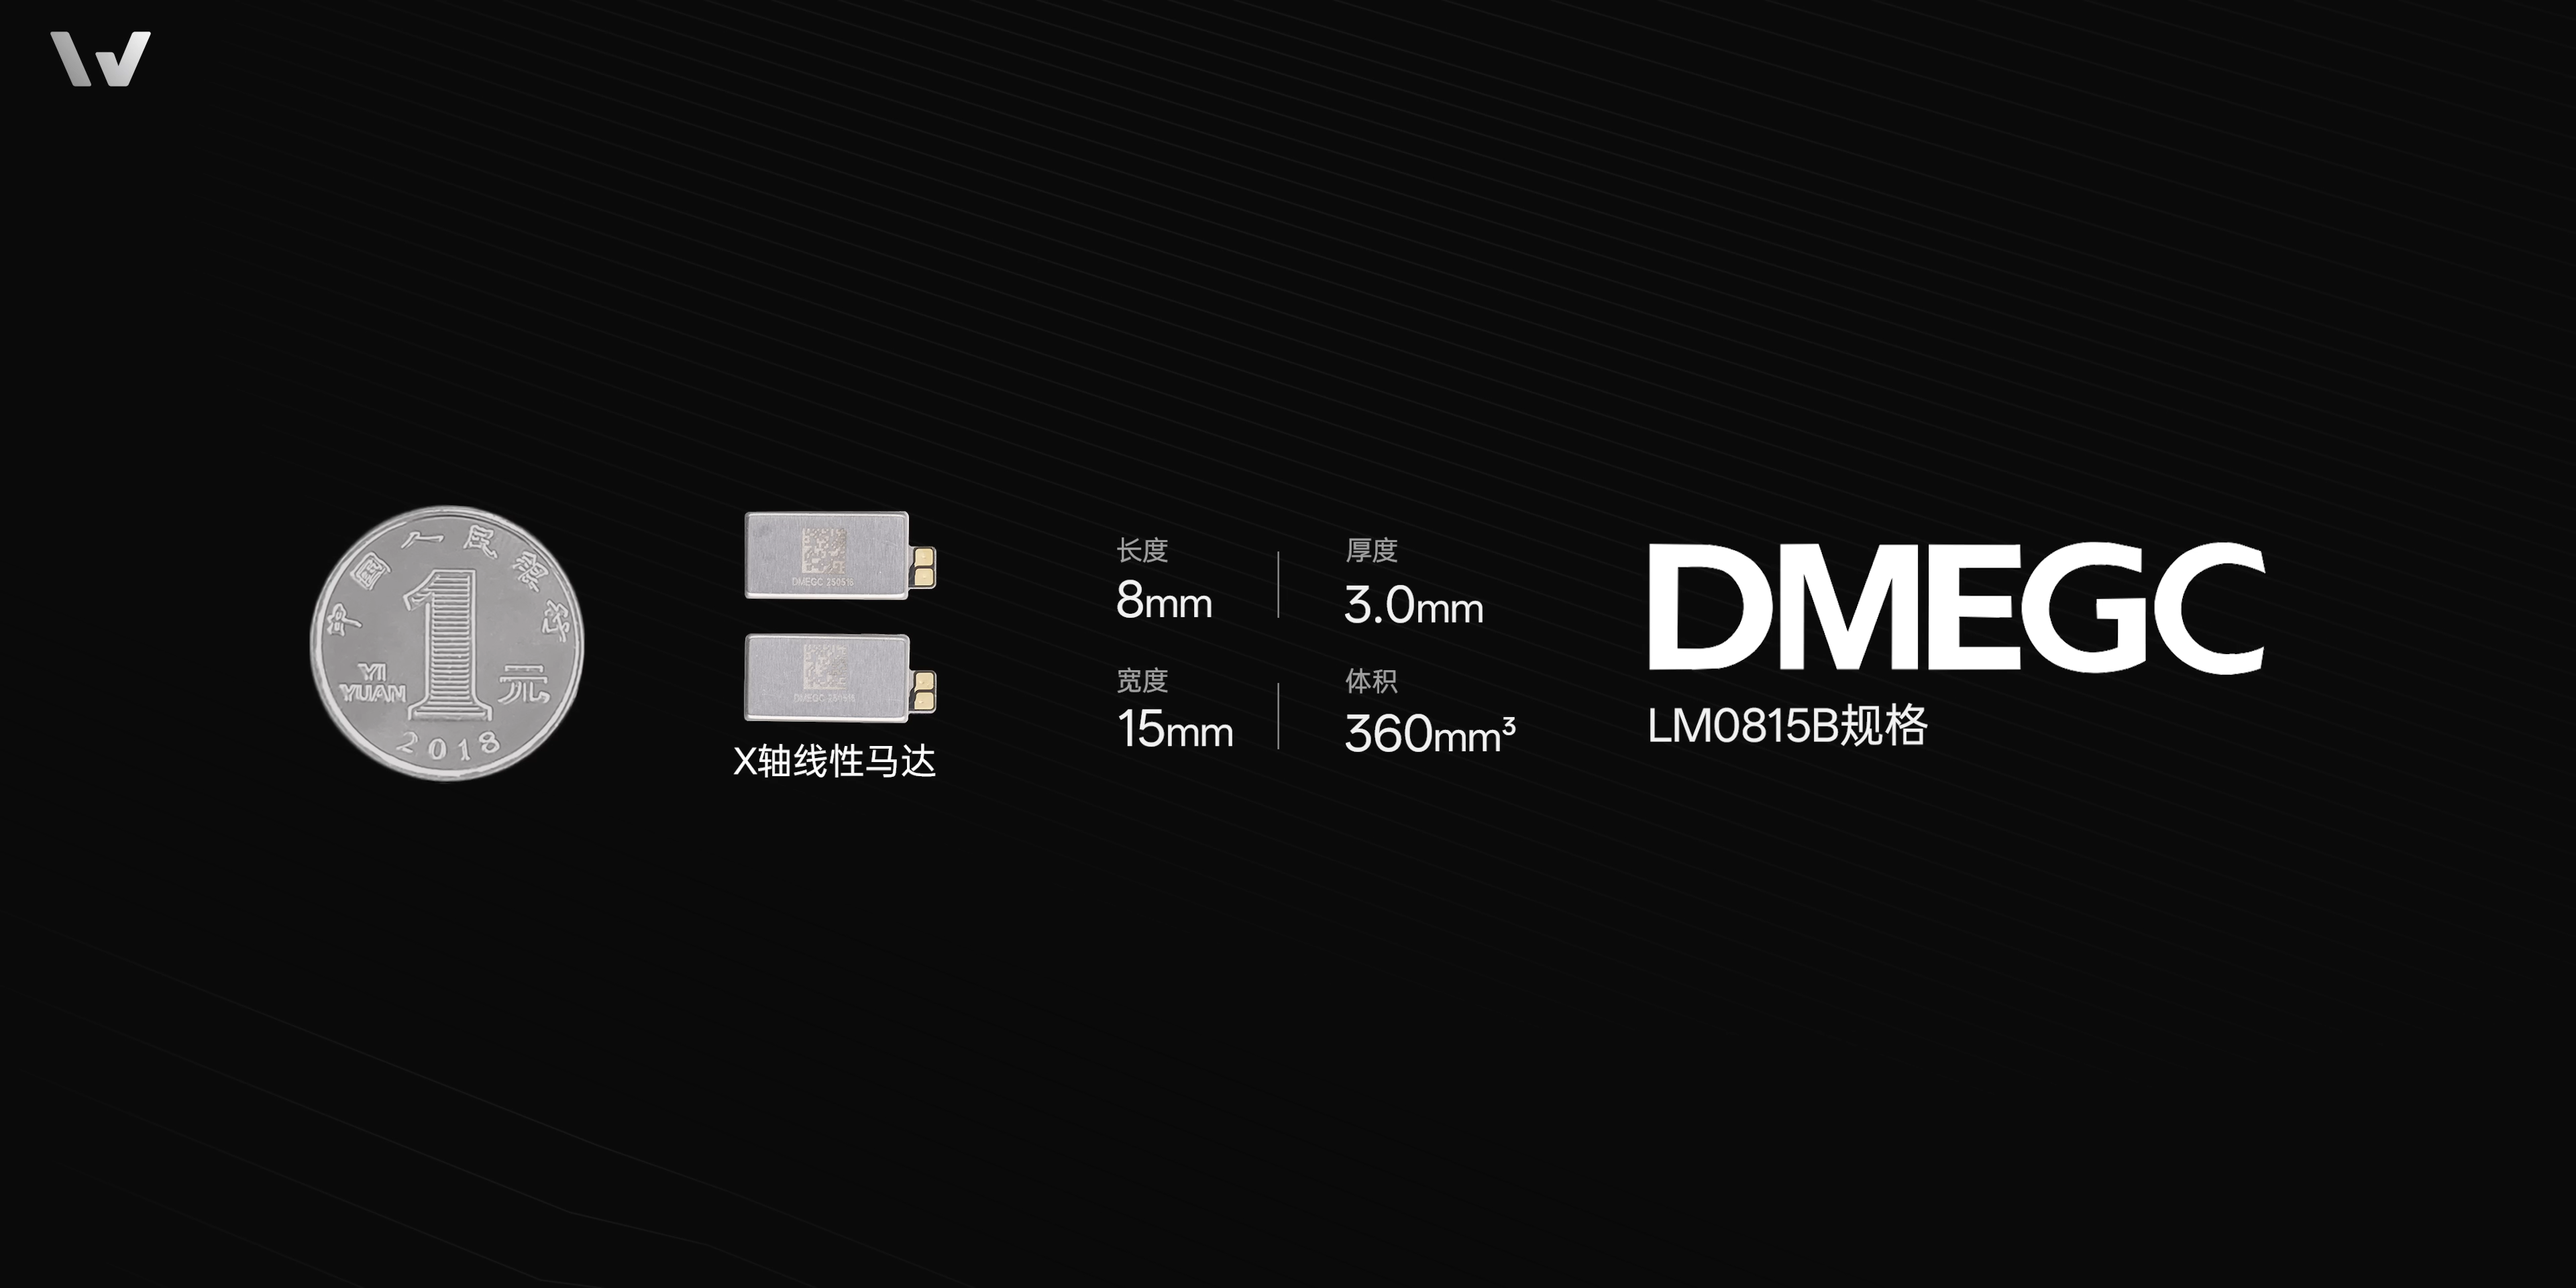 中国人民银行
YI
YUAN
1
元
2018
DMEGC 250516
X轴线性马达
长度
8mm
厚度
3.0mm
宽度
15mm
体积
360mm³
DMEGC
LM0815B规格